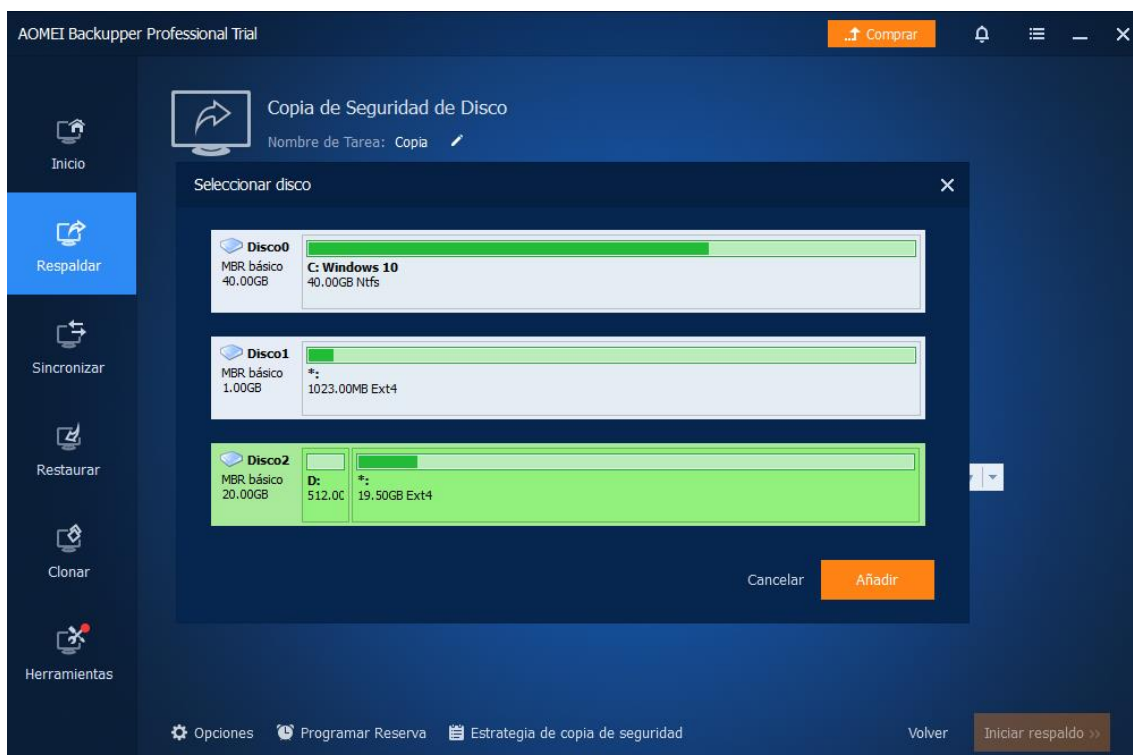 AOMEI Backupper Professional Trial
Comprar
Inicio
Respaldar
Sincronizar
Restaurar
Clonar
Herramientas
Copia de Seguridad de Disco
Nombre de Tarea: Copia
Seleccionar disco
Disco0
MBR básico
40.00GB
C: Windows 10
40.00GB Ntfs
Disco1
MBR básico
1.00GB
*:
1023.00MB Ext4
Disco2
MBR básico
20.00GB
D:
512.00
*:
19.50GB Ext4
Cancelar
Añadir
Opciones
Programar Reserva
Estrategia de copia de seguridad
Volver
Iniciar respaldo >>